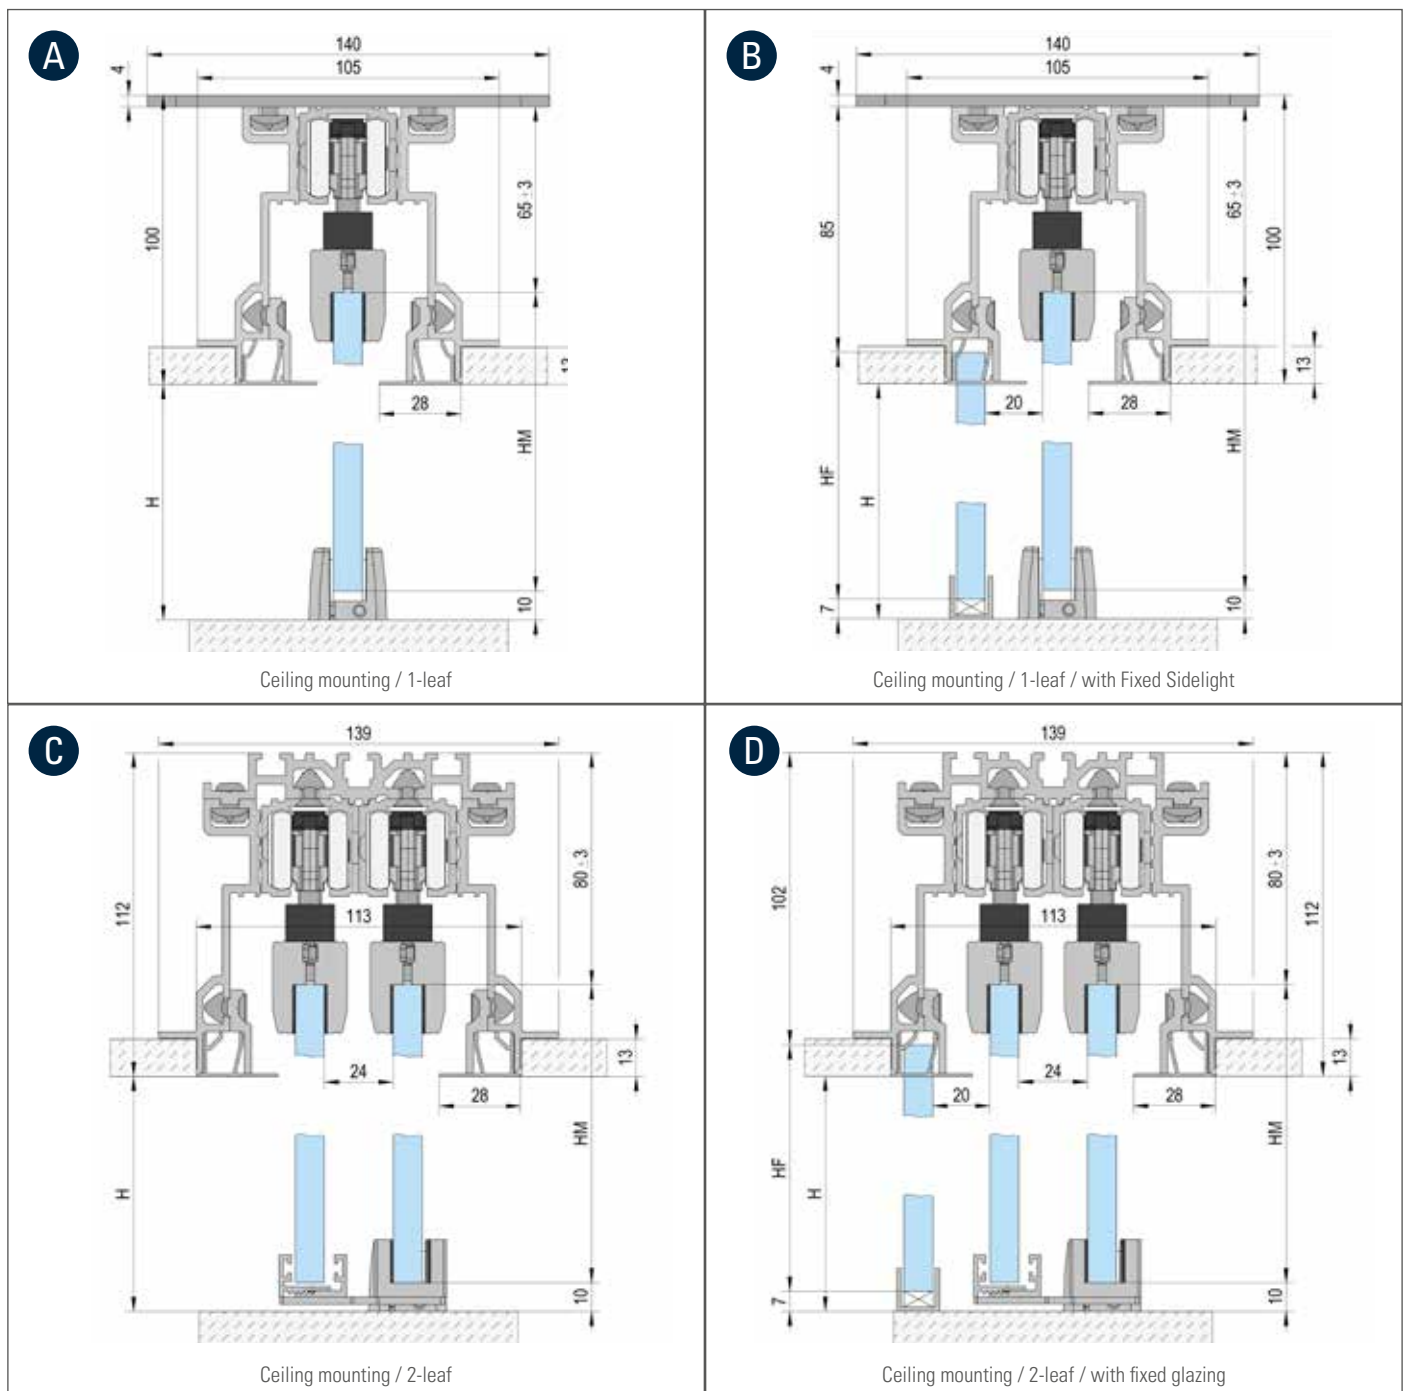 A
140
105
4
100
65 ÷ 3
28
HM
H
10
Ceiling mounting / 1-leaf
B
140
105
4
85
65 ÷ 3
100
13
20
28
HM
HF
H
7
10
Ceiling mounting / 1-leaf / with Fixed Sidelight
C
139
112
80 ÷ 3
113
13
24
28
HM
H
10
Ceiling mounting / 2-leaf
D
139
102
80 ÷ 3
112
113
13
24
20
28
HM
HF
H
7
10
Ceiling mounting / 2-leaf / with fixed glazing